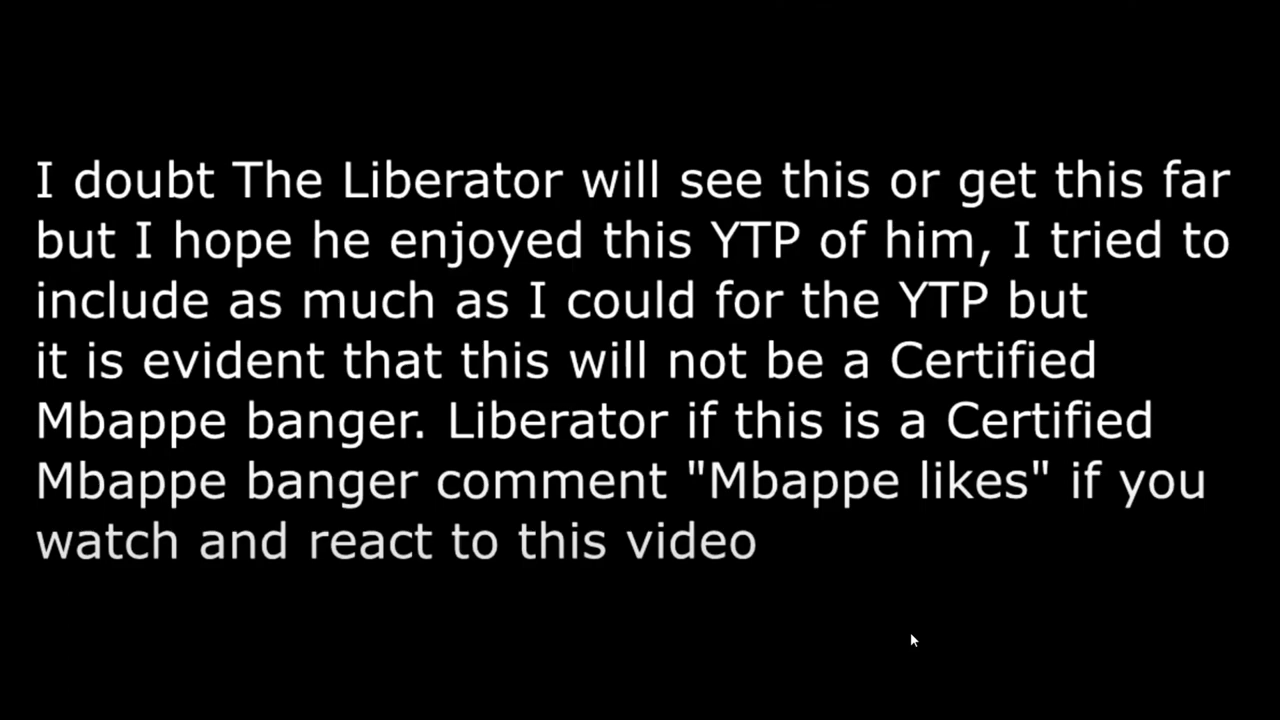 I doubt The Liberator will see this or get this far
but I hope he enjoyed this YTP of him, I tried to
include as much as I could for the YTP but
it is evident that this will not be a Certified
Mbappe banger. Liberator if this is a Certified
Mbappe banger comment "Mbappe likes" if you
watch and react to this video